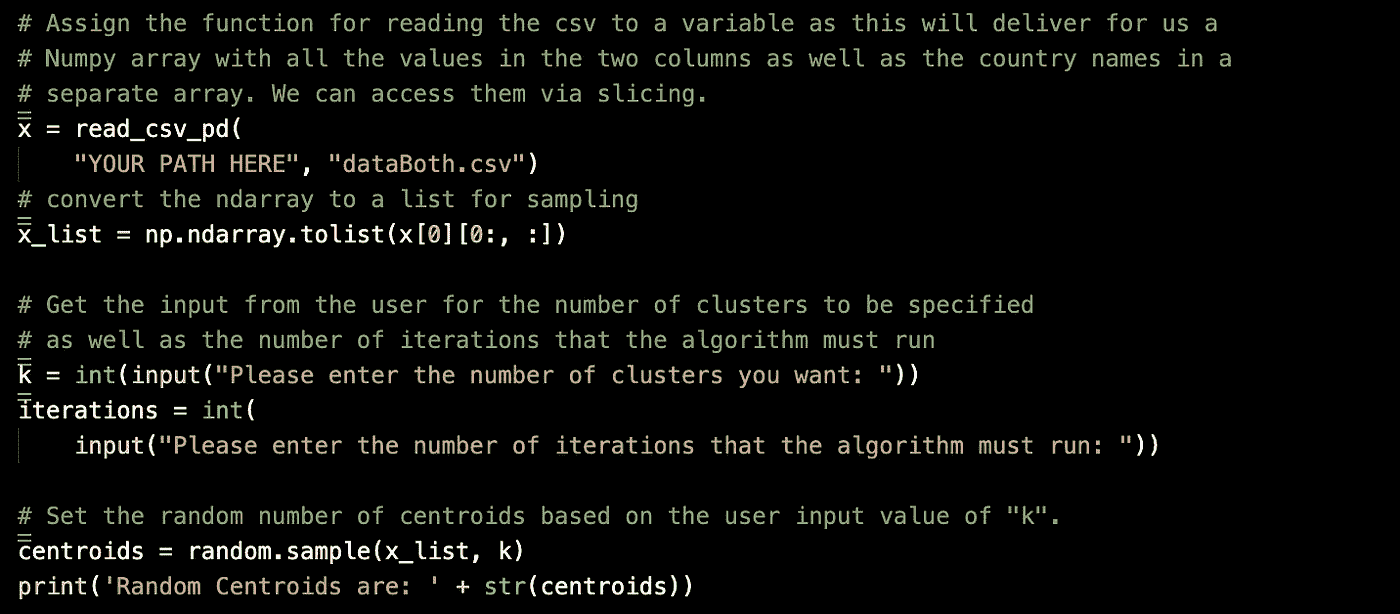 # Assign the function for reading the csv to a variable as this will deliver for us a
# Numpy array with all the values in the two columns as well as the country names in a
# separate array. We can access them via slicing.
x = read_csv_pd(
    "YOUR PATH HERE", "dataBoth.csv")
# convert the ndarray to a list for sampling
x_list = np.ndarray.tolist(x[0][0:, :])

# Get the input from the user for the number of clusters to be specified
# as well as the number of iterations that the algorithm must run
k = int(input("Please enter the number of clusters you want: "))
iterations = int(
    input("Please enter the number of iterations that the algorithm must run: "))

# Set the random number of centroids based on the user input value of "k".
centroids = random.sample(x_list, k)
print('Random Centroids are: ' + str(centroids))